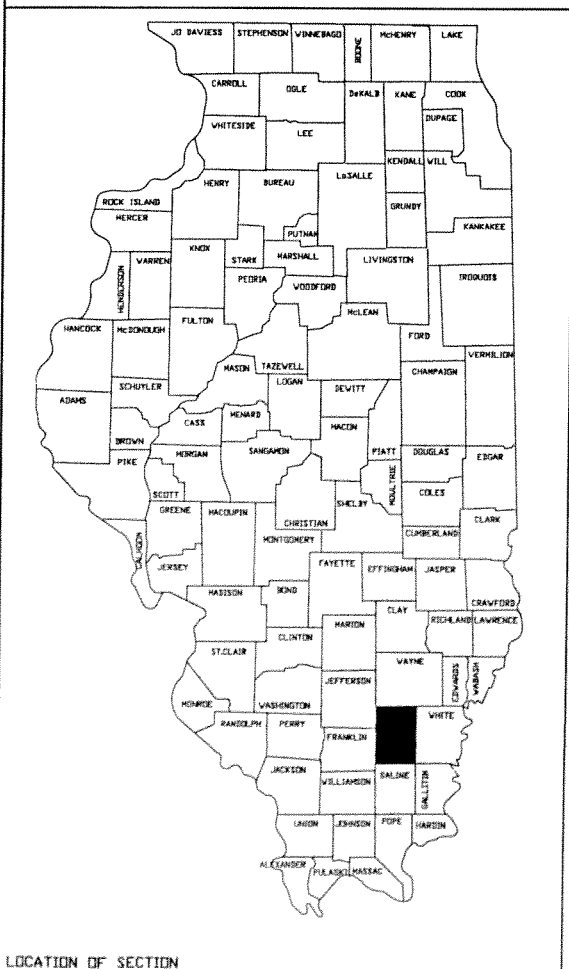 JO DAVIESS STEPHENSON WINNEBAGO BOONE McHENRY LAKE
CARROLL OGLE DeKALB KANE COOK
DUPAGE
WHITESIDE LEE
KENDALL WILL
HENRY BUREAU LaSALLE
ROCK ISLAND GRUNDY
MERCER KANKAKEE
PUTNAM
KNOX MARSHALL
WARREN STARK LIVINGSTON
HENDERSON PEORIA WOODFORD IROQUOIS
McLEAN
FULTON
HANCOCK McDONOUGH FORD
VERMILION
MASON TAZEWELL CHAMPAIGN
LOGAN DEWITT
SCHUYLER
ADAMS
CASS MENARD MACON
BROWN
PIKE MORGAN SANGAMON PIATT DOUGLAS EDGAR
MOULTRIE
SCOTT COLES
GREENE MACOUPIN SHELBY
CHRISTIAN CLARK
CALHOUN MONTGOMERY CUMBERLAND
JERSEY FAYETTE EFFINGHAM JASPER
MADISON BOND CRAWFORD
CLAY RICHLAND LAWRENCE
MARION
CLINTON
ST.CLAIR WAYNE
EDWARDS WABASH
JEFFERSON
MONROE WASHINGTON
RANDOLPH PERRY WHITE
FRANKLIN
JACKSON SALINE
WILLIAMSON GALLITIN
UNION JOHNSON POPE HARDIN
ALEXANDER PULASKI MASSAC
LOCATION OF SECTION